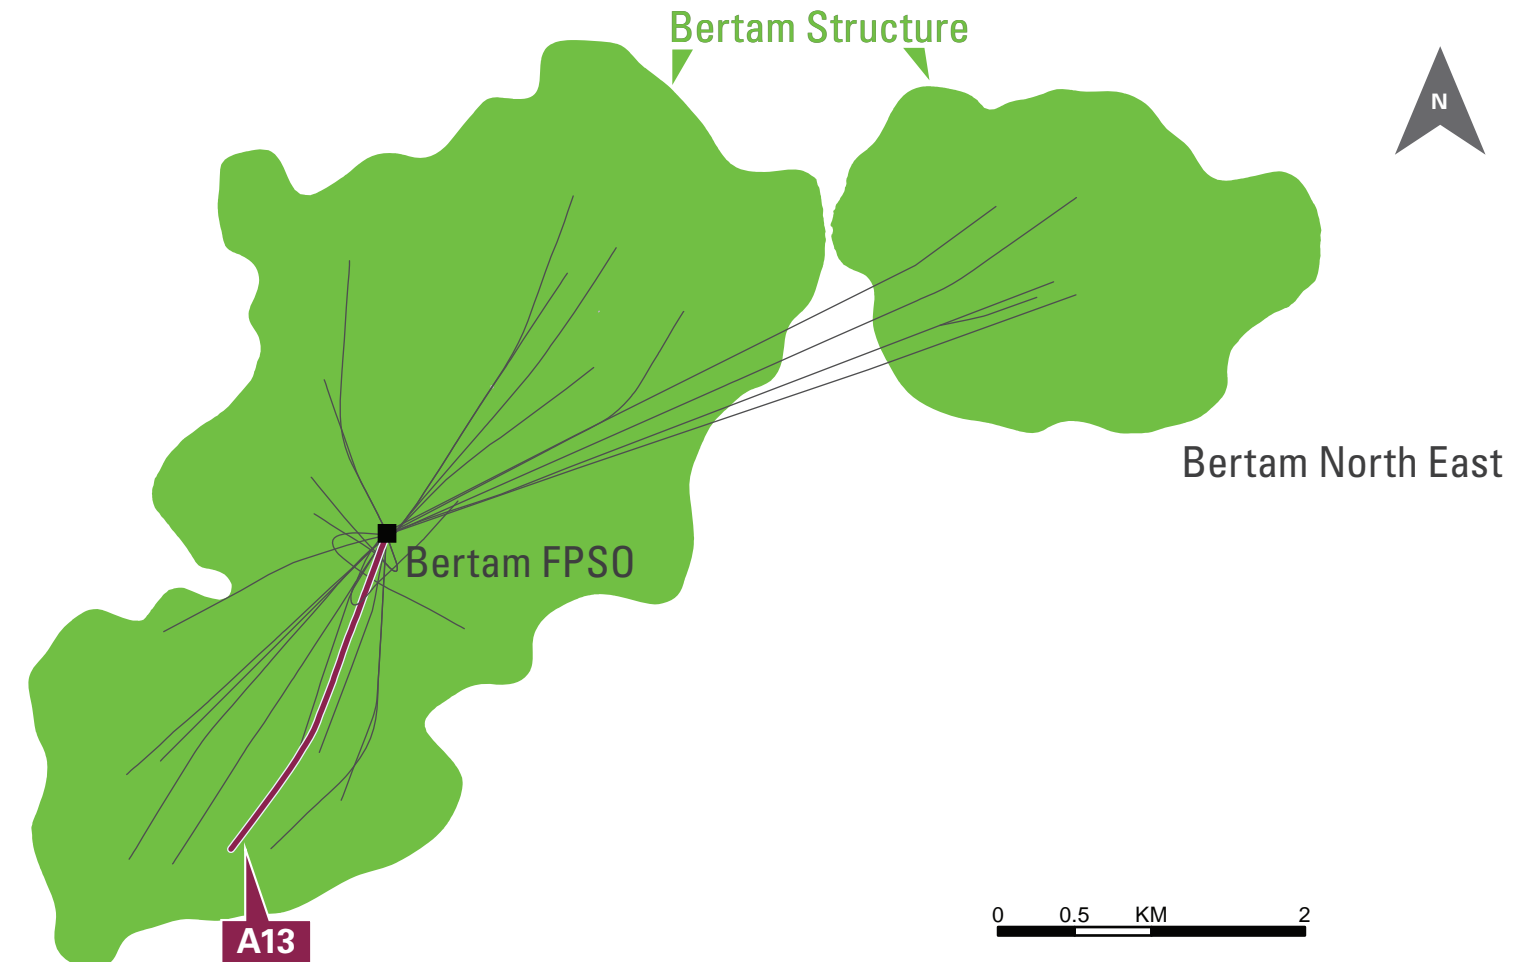 Bertam Structure
N
Bertam North East
Bertam FPSO
0 0.5 KM 2
A13